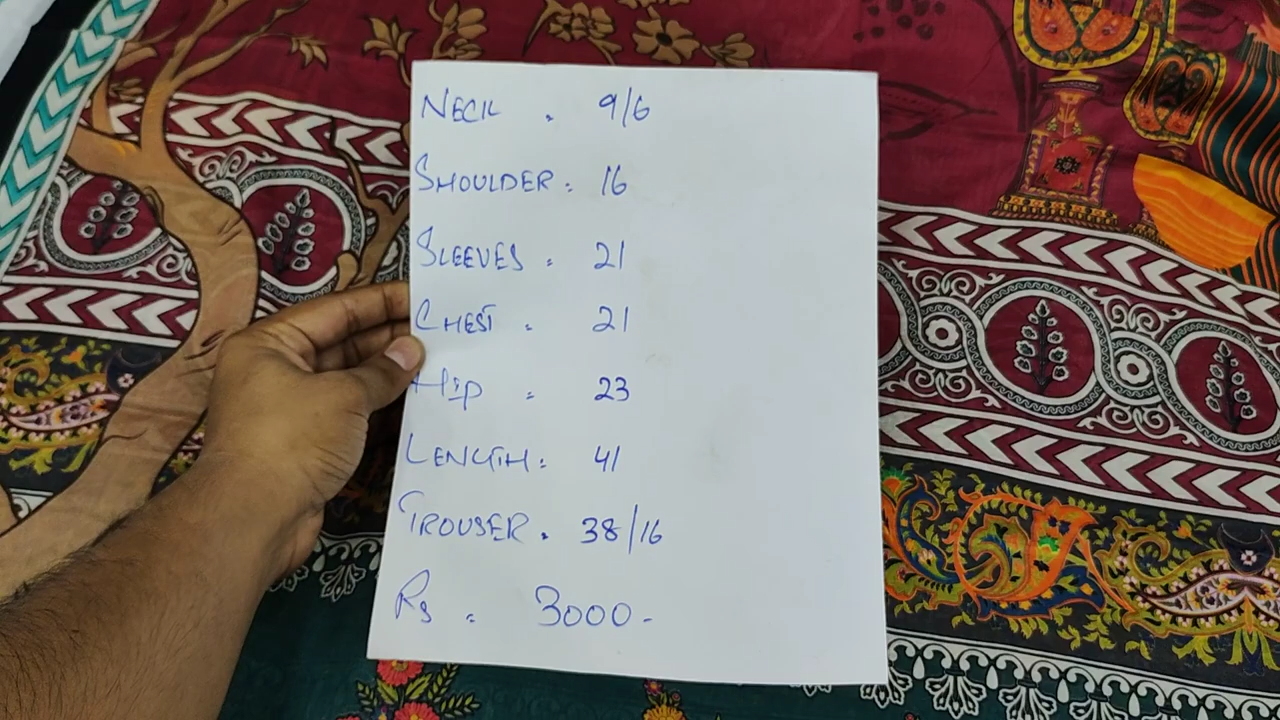 NECK : 9/6
SHOULDER : 16
SLEEVES : 21
CHEST : 21
Hip : 23
LENGTH : 41
TROUSER : 38/16
Rs : 3000-